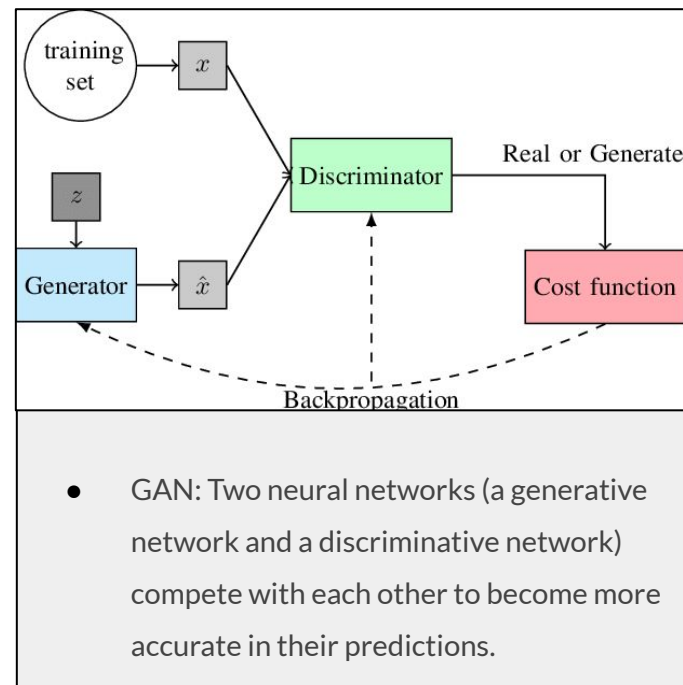 training
set
x
Real or Generate
Discriminator
z
Generator
x̂
Cost function
Backpropagation
● GAN: Two neural networks (a generative
network and a discriminative network)
compete with each other to become more
accurate in their predictions.